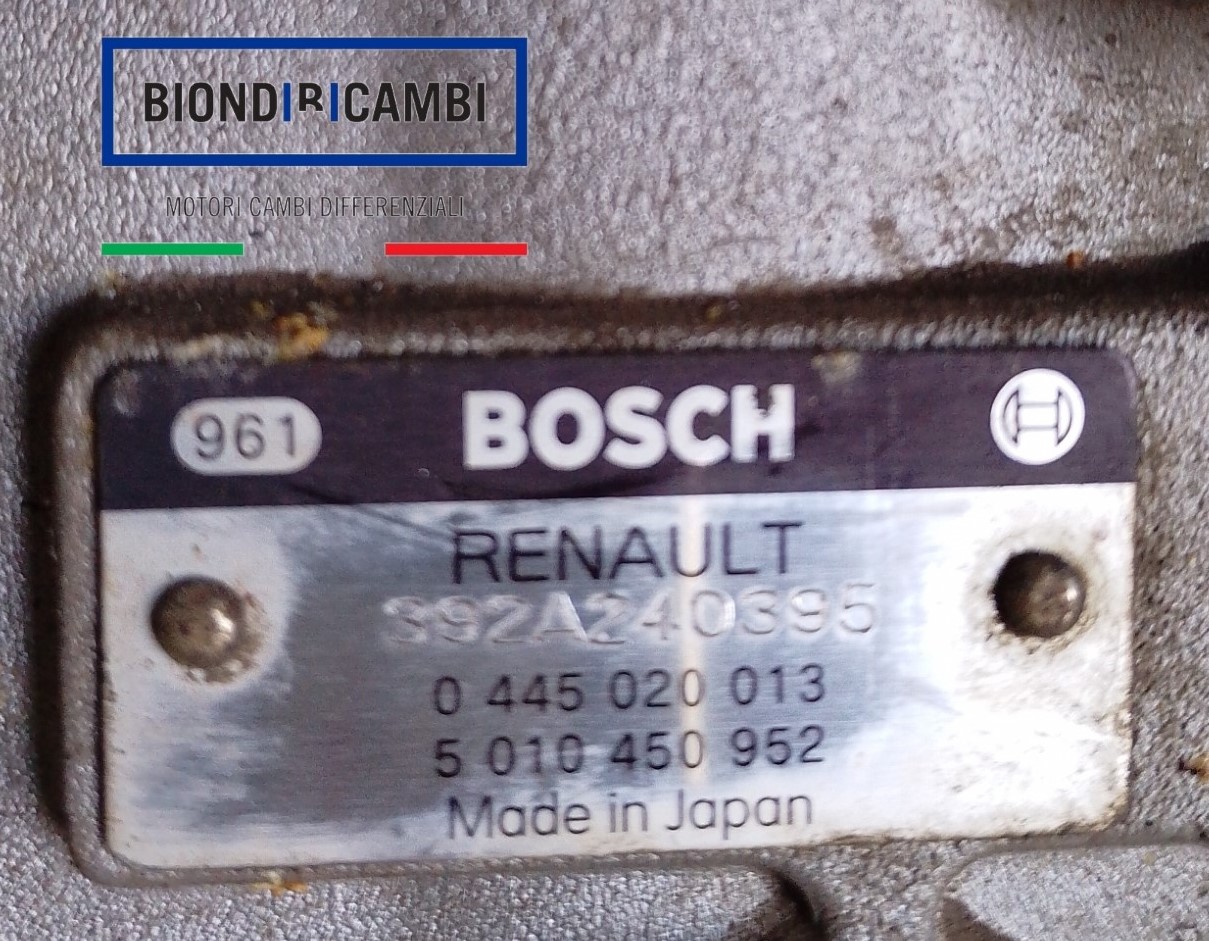 BIONDIRICAMBI
MOTORI CAMBI DIFFERENZIALI
961 BOSCH
RENAULT
392A240395
0 445 020 013
5 010 450 952
Made in Japan